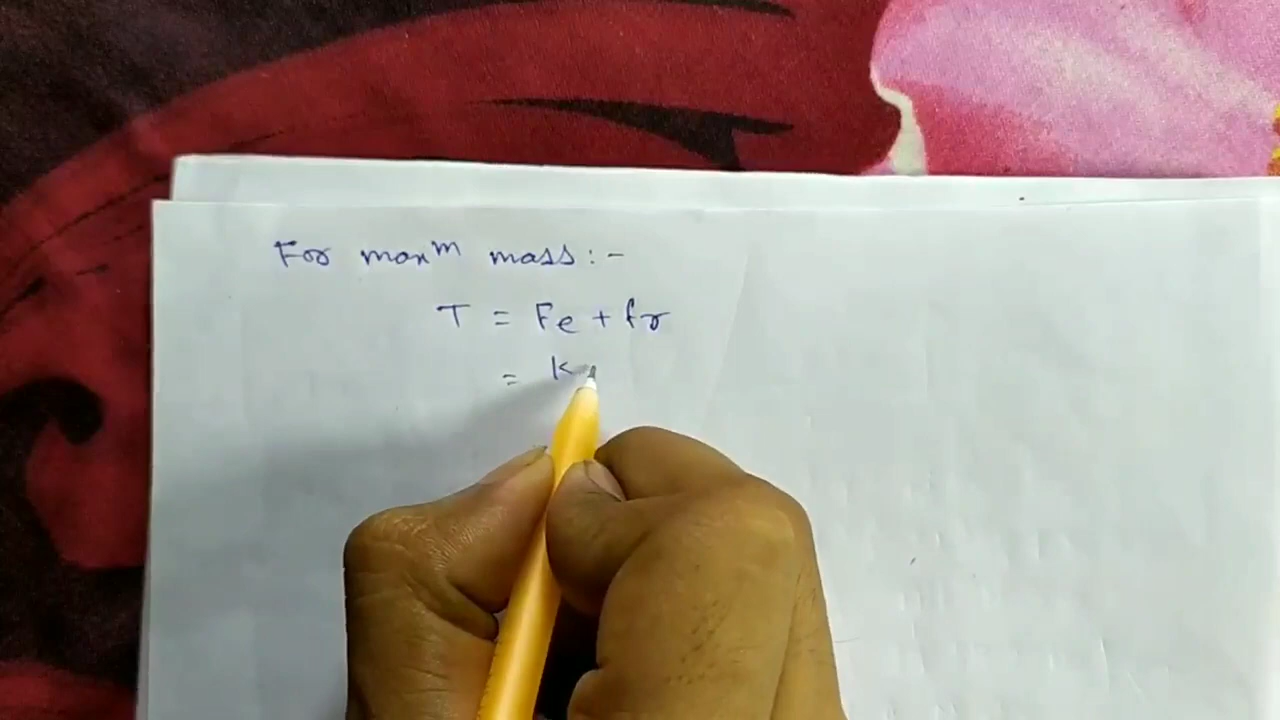 For maxᵐ mass:-
T = Fe + fr
= K